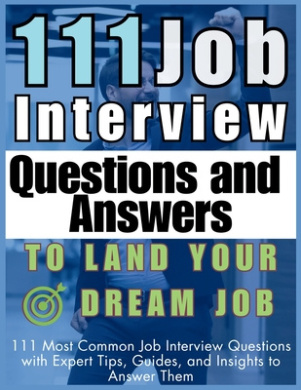 111 Job
Interview
Questions and
Answers
TO LAND YOUR
DREAM JOB
111 Most Common Job Interview Questions
with Expert Tips, Guides, and Insights to
Answer Them